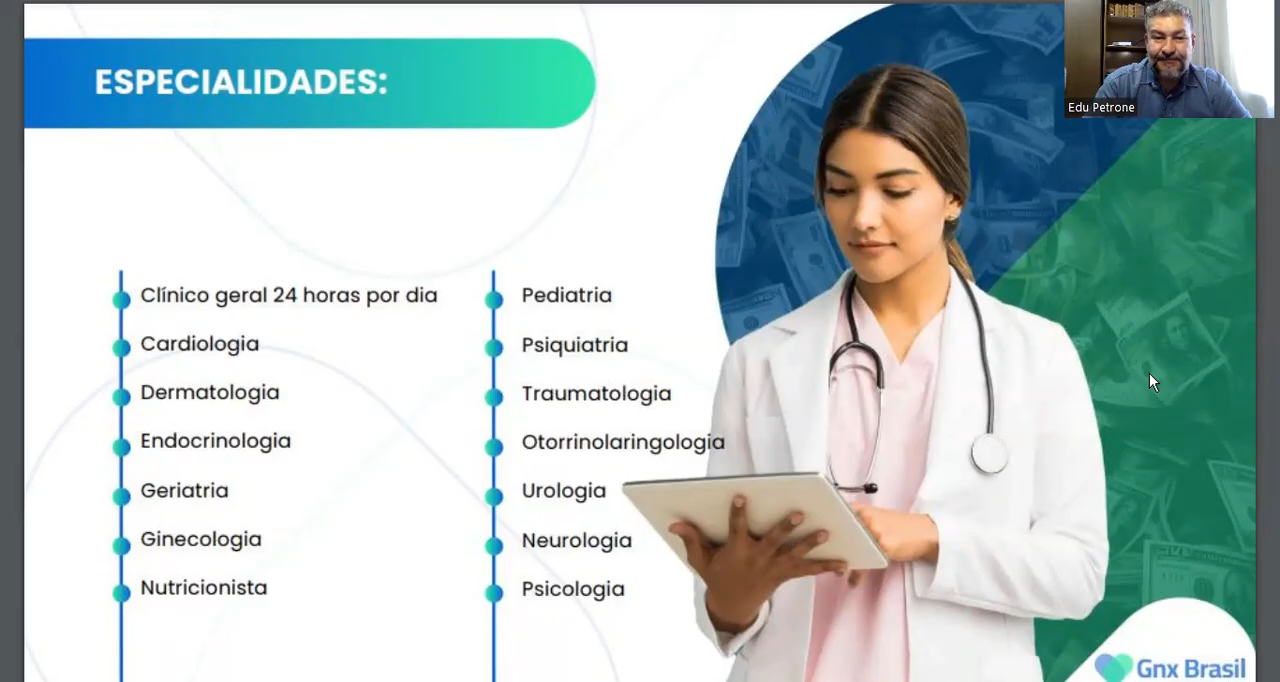 ESPECIALIDADES:
Edu Petrone
Clínico geral 24 horas por dia
Cardiologia
Dermatologia
Endocrinologia
Geriatria
Ginecologia
Nutricionista
Pediatria
Psiquiatria
Traumatologia
Otorrinolaringologia
Urologia
Neurologia
Psicologia
Gnx Brasil